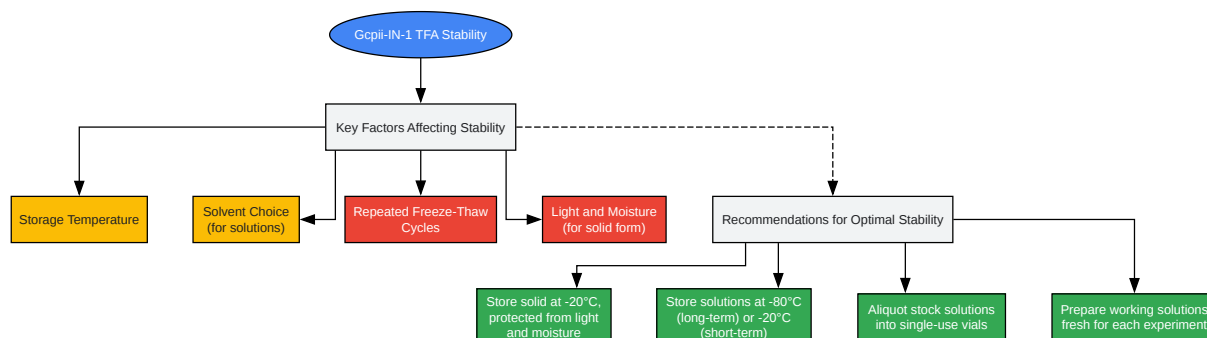 Gcpii-IN-1 TFA Stability
Key Factors Affecting Stability
Storage Temperature
Solvent Choice
(for solutions)
Repeated Freeze-Thaw
Cycles
Light and Moisture
(for solid form)
Recommendations for Optimal Stability
Store solid at -20°C,
protected from light
and moisture
Store solutions at -80°C
(long-term) or -20°C
(short-term)
Aliquot stock solutions
into single-use vials
Prepare working solutions
fresh for each experiment